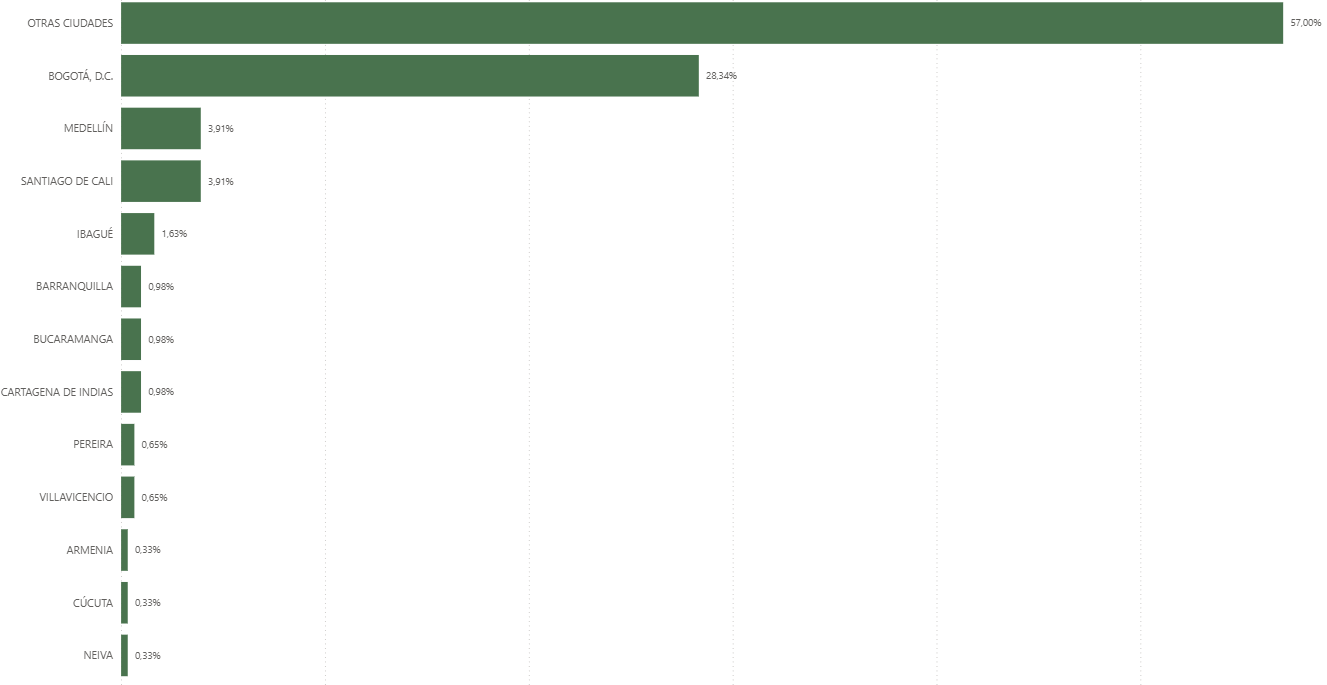 OTRAS CIUDADES 57,00%
BOGOTÁ, D.C. 28,34%
MEDELLÍN 3,91%
SANTIAGO DE CALI 3,91%
IBAGUÉ 1,63%
BARRANQUILLA 0,98%
BUCARAMANGA 0,98%
CARTAGENA DE INDIAS 0,98%
PEREIRA 0,65%
VILLAVICENCIO 0,65%
ARMENIA 0,33%
CÚCUTA 0,33%
NEIVA 0,33%